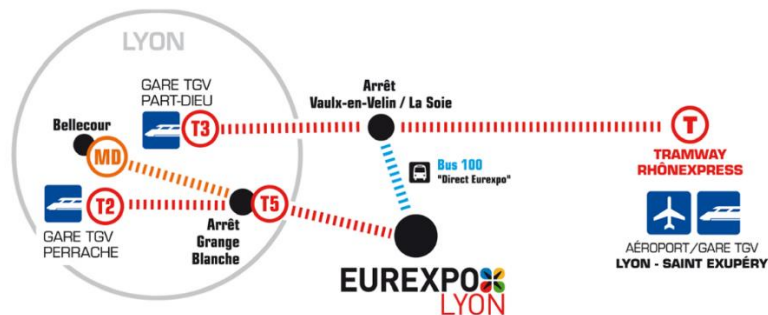 LYON
GARE TGV
PART-DIEU
T3
Arrêt
Vaulx-en-Velin / La Soie
T
TRAMWAY
RHÔNEXPRESS
Bellecour
MD
Bus 100
"Direct Eurexpo"
T2
T5
GARE TGV
PERRACHE
Arrêt
Grange
Blanche
AÉROPORT/GARE TGV
LYON - SAINT EXUPÉRY
EUREXPO
LYON